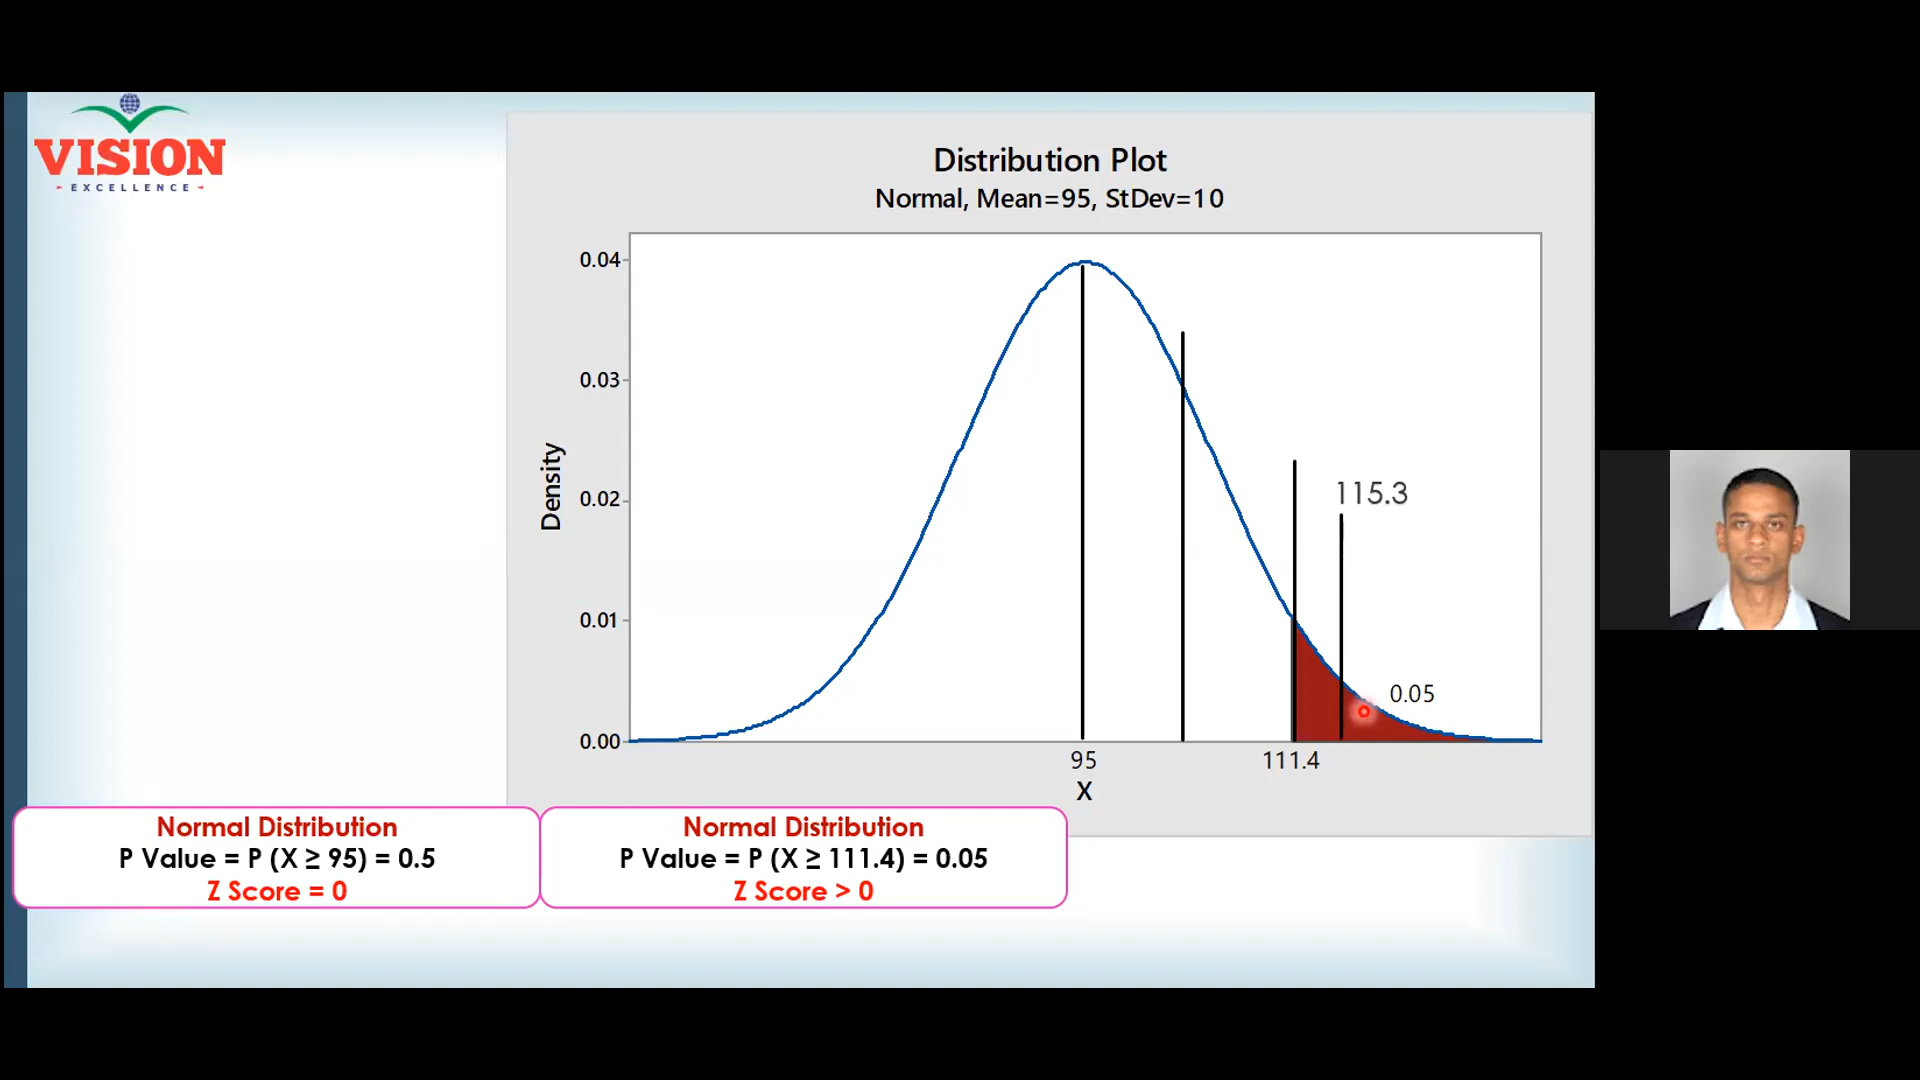 VISION
EXCELLENCE
Distribution Plot
Normal, Mean=95, StDev=10
0.04
0.03
0.02
0.01
0.00
Density
115.3
0.05
95
111.4
X
Normal Distribution
P Value = P (X ≥ 95) = 0.5
Z Score = 0
Normal Distribution
P Value = P (X ≥ 111.4) = 0.05
Z Score > 0